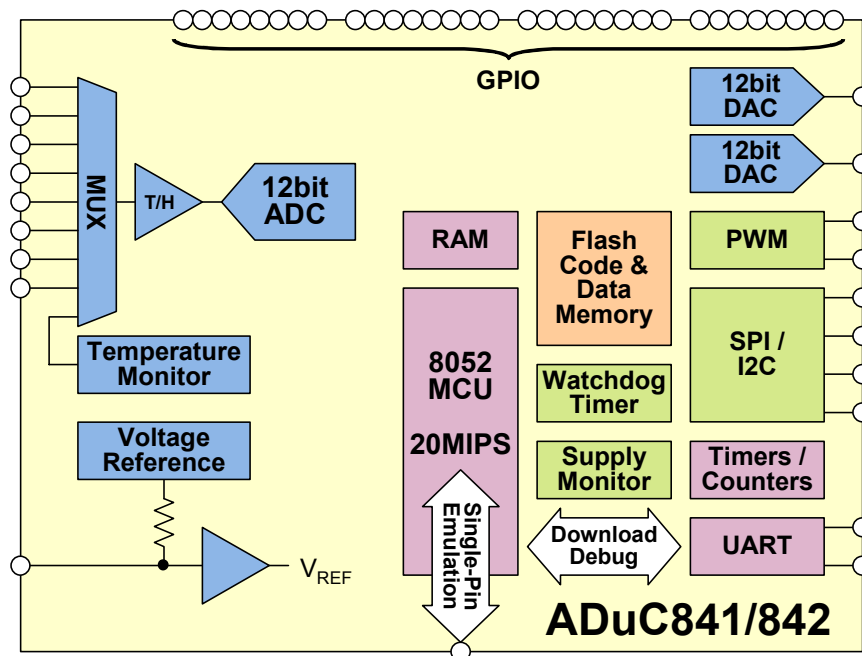 GPIO
12bit
DAC
12bit
DAC
MUX
T/H
12bit
ADC
RAM
Flash
Code &
Data
Memory
PWM
8052
MCU
20MIPS
SPI /
I2C
Temperature
Monitor
Watchdog
Timer
Voltage
Reference
Supply
Monitor
Timers /
Counters
Single-Pin
Emulation
Download
Debug
UART
VREF
ADuC841/842